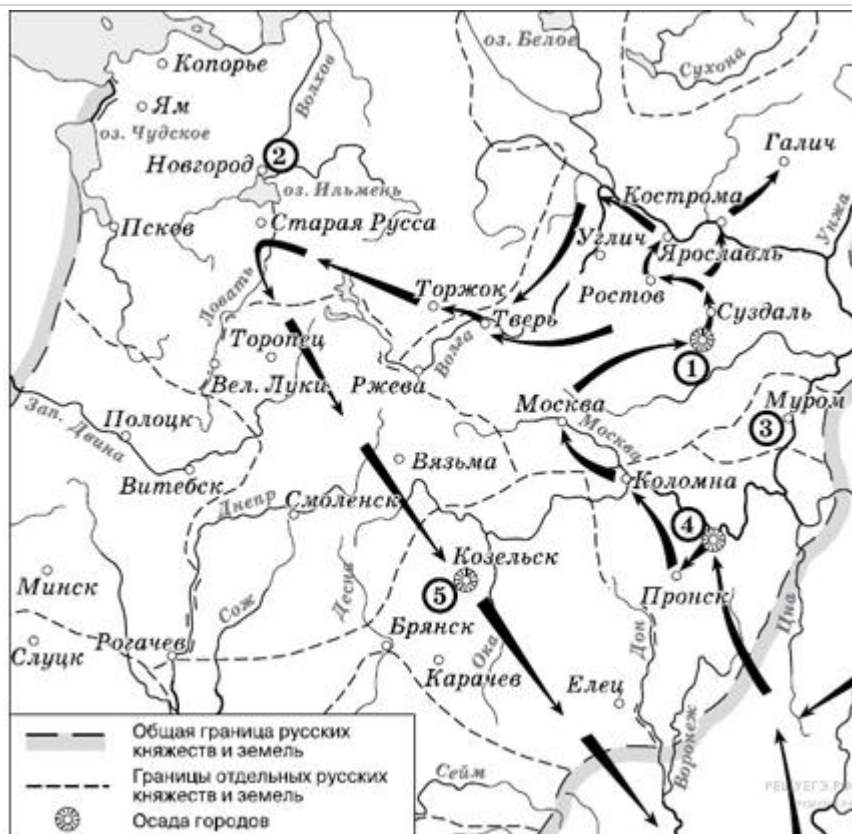 оз. Белое
Сухона
Копорье
Волхов
Ям
оз. Чудское
Новгород
2
Галич
оз. Ильмень
Кострома
Псков
Старая Русса
Углич
Ярославль
Унжа
Ловать
Торжок
Ростов
Суздаль
Тверь
Волга
1
Торопец
Вел. Луки
Ржева
Москва
Муром
Зап. Двина
Полоцк
Москва
3
Вязьма
Коломна
Витебск
Днепр
Смоленск
4
Козельск
Минск
5
Пронск
Цна
Десна
Сож
Брянск
Дон
Слуцк
Рогачев
Ока
Карачев
Елец
Воронеж
Общая граница русских
княжеств и земель
Границы отдельных русских
княжеств и земель
Сейм
Осада городов